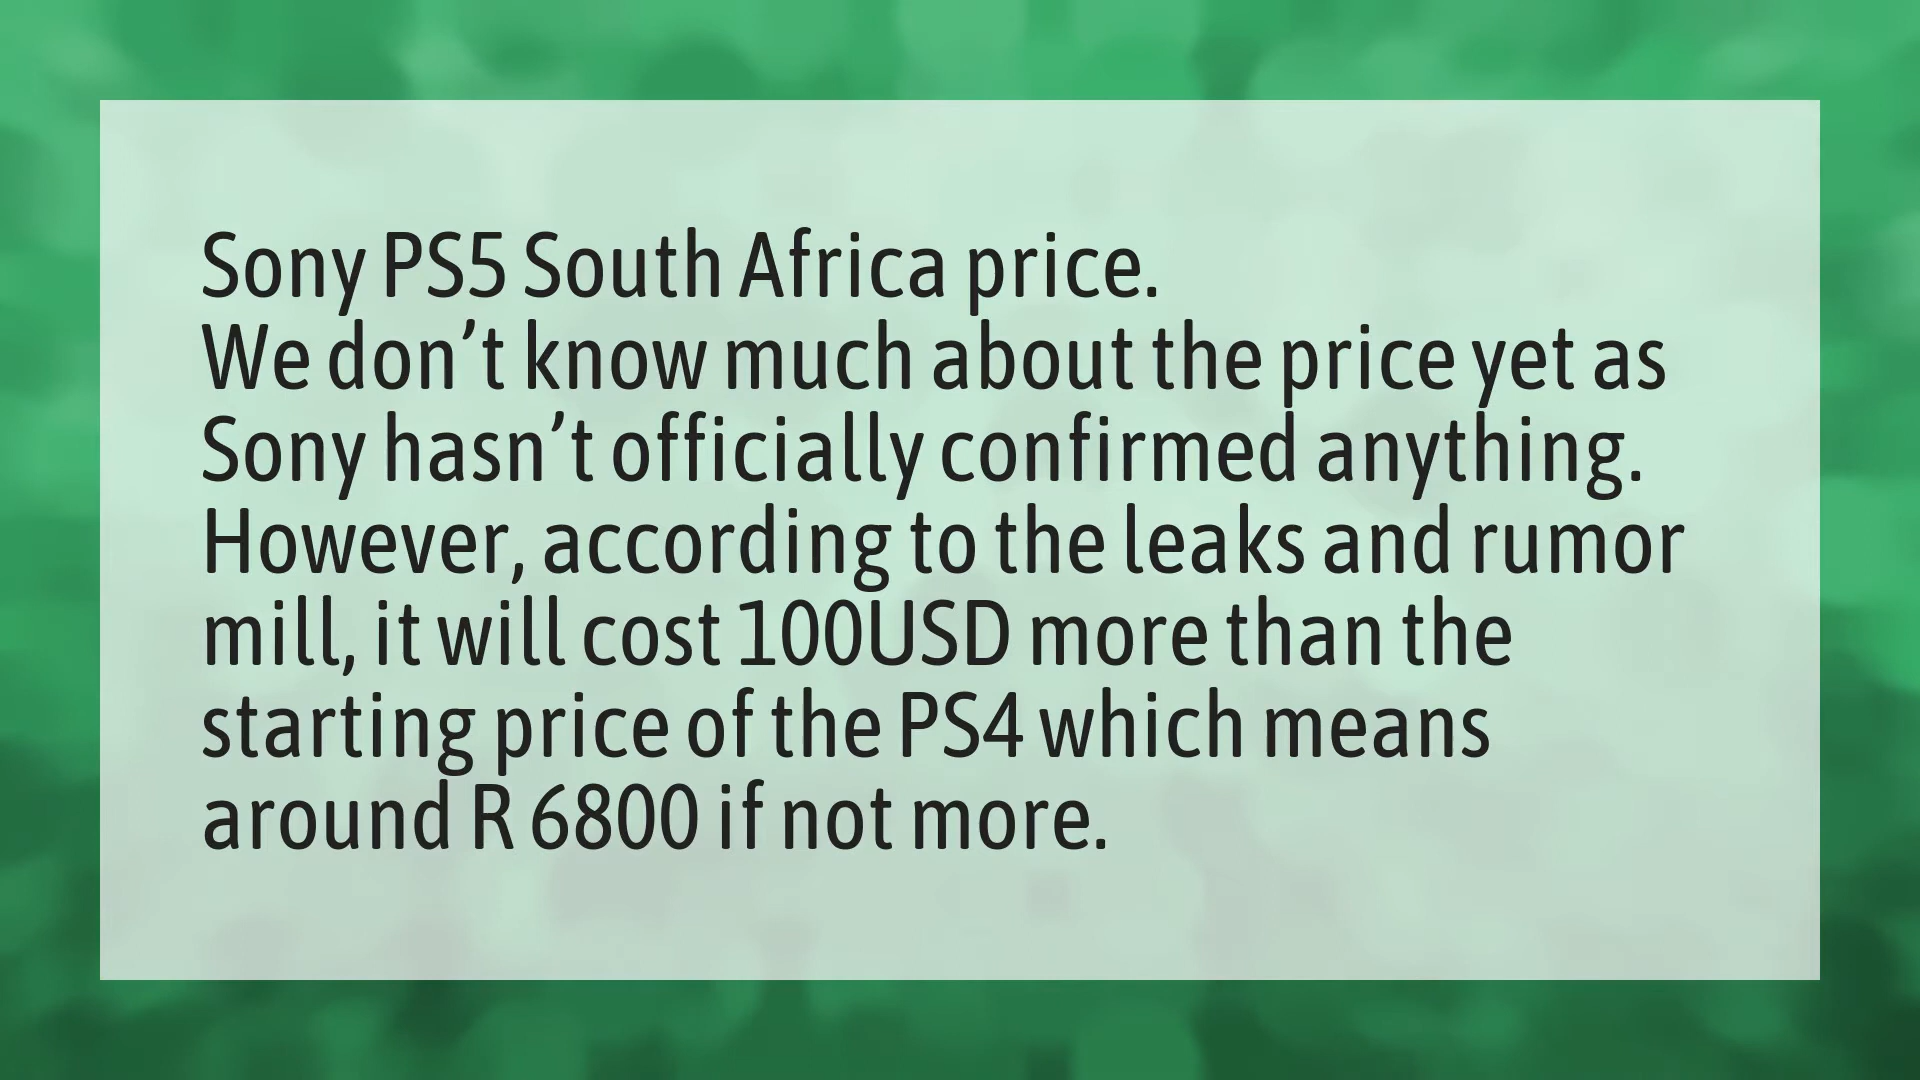 Sony PS5 South Africa price.
We don’t know much about the price yet as
Sony hasn’t officially confirmed anything.
However, according to the leaks and rumor
mill, it will cost 100USD more than the
starting price of the PS4 which means
around R 6800 if not more.